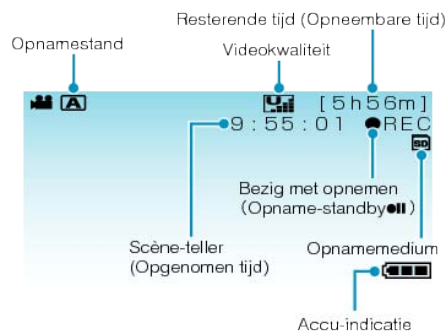 Resterende tijd (Opneembare tijd)
Opnamestand
Videokwaliteit
A
[5h56m]
9:55:01 ●REC
SD
Bezig met opnemen
(Opname-standby●II)
Scène-teller
(Opgenomen tijd)
Opnamemedium
Accu-indicatie